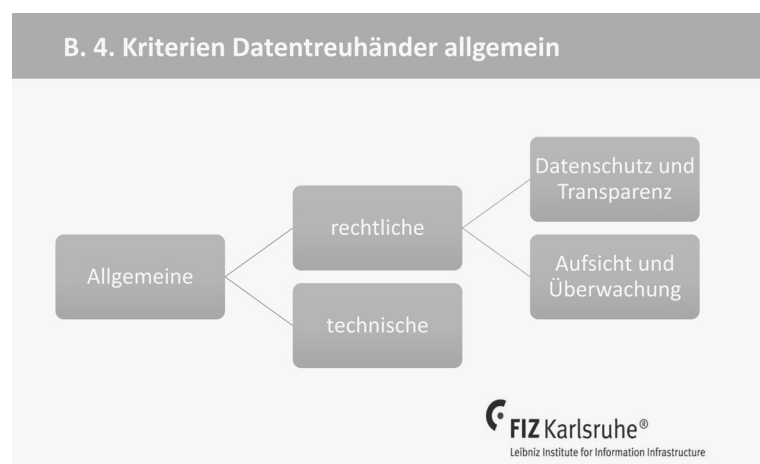 B. 4. Kriterien Datentreuhänder allgemein
Allgemeine
rechtliche
technische
Datenschutz und
Transparenz
Aufsicht und
Überwachung
FIZ Karlsruhe®
Leibniz Institute for Information Infrastructure